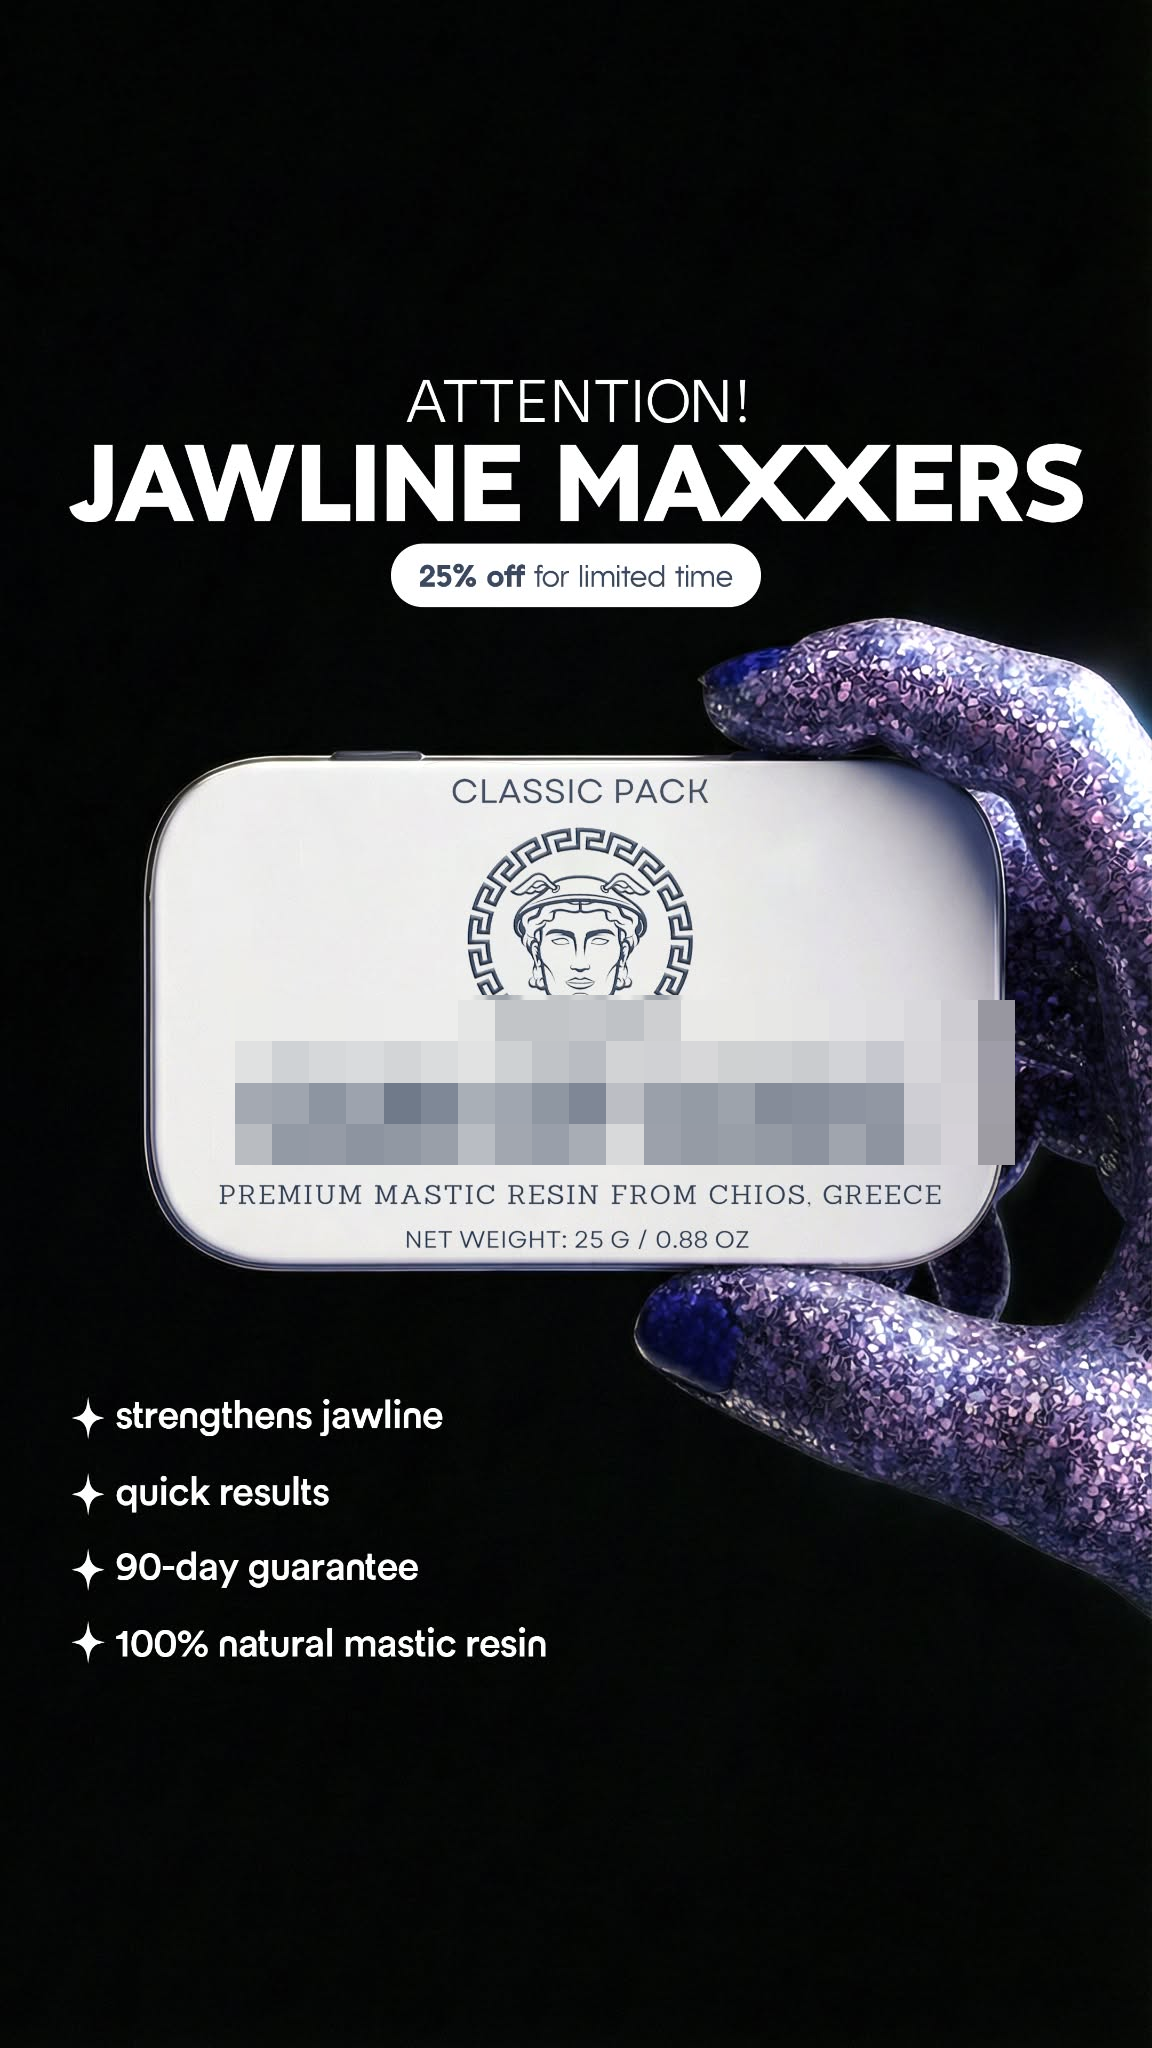 ATTENTION!
JAWLINE MAXXERS
25% off for limited time
CLASSIC PACK
PREMIUM MASTIC RESIN FROM CHIOS, GREECE
NET WEIGHT: 25 G / 0.88 OZ
strengthens jawline
quick results
90-day guarantee
100% natural mastic resin